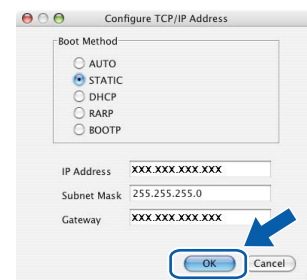 Configure TCP/IP Address
Boot Method
AUTO
STATIC
DHCP
RARP
BOOTP
IP Address XXX.XXX.XXX.XXX
Subnet Mask 255.255.255.0
Gateway XXX.XXX.XXX.XXX
OK Cancel